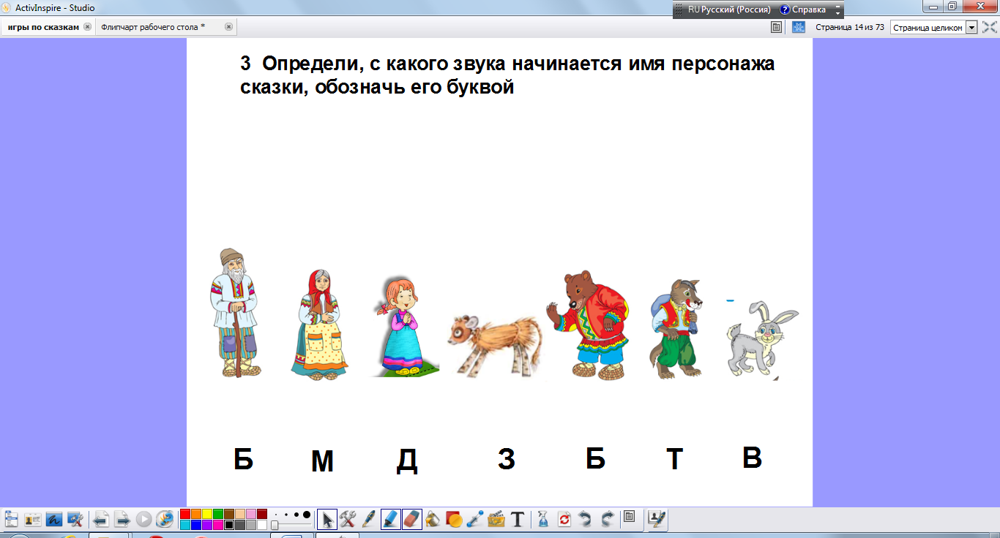 ActivInspire - Studio
RU Русский (Россия) ? Справка
игры по сказкам
Флипчарт рабочего стола *
Страница 14 из 73
Страница целиком
3 Определи, с какого звука начинается имя персонажа
сказки, обозначь его буквой
Б М Д З Б Т В
T